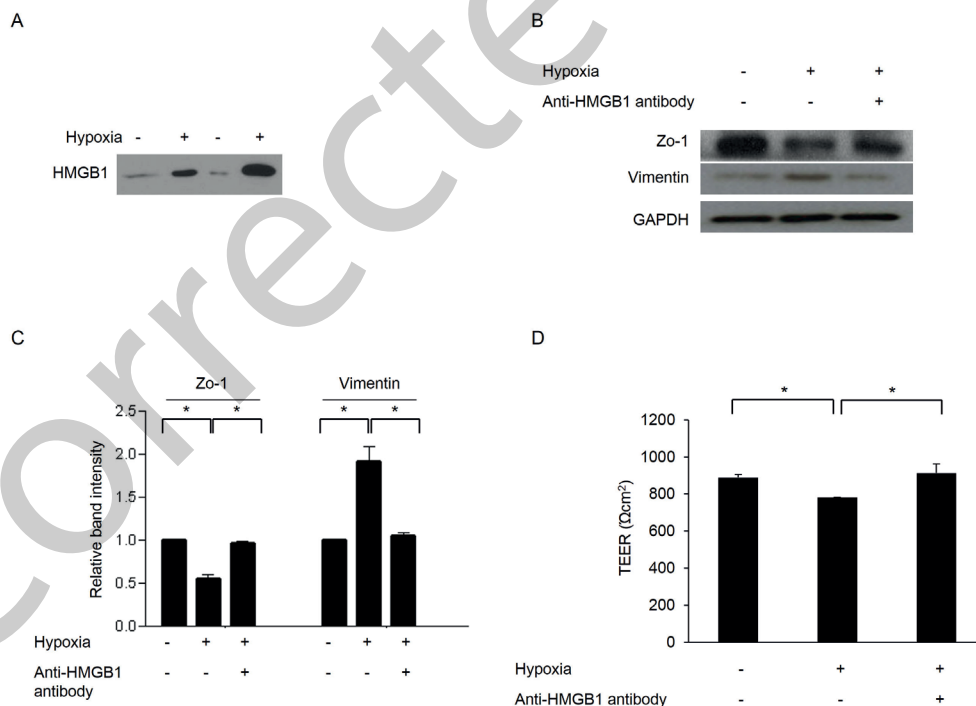 A
Hypoxia - + - +
HMGB1
B
Hypoxia - + +
Anti-HMGB1 antibody - - +
Zo-1
Vimentin
GAPDH
C
Zo-1 Vimentin
* * * *
2.5
2.0
1.5
1.0
0.5
0.0
Relative band intensity
Hypoxia - + + - + +
Anti-HMGB1 - - + - - +
antibody
D
* *
1200
1000
800
600
400
200
0
TEER (Ωcm²)
Hypoxia - + +
Anti-HMGB1 antibody - - +
Correcte